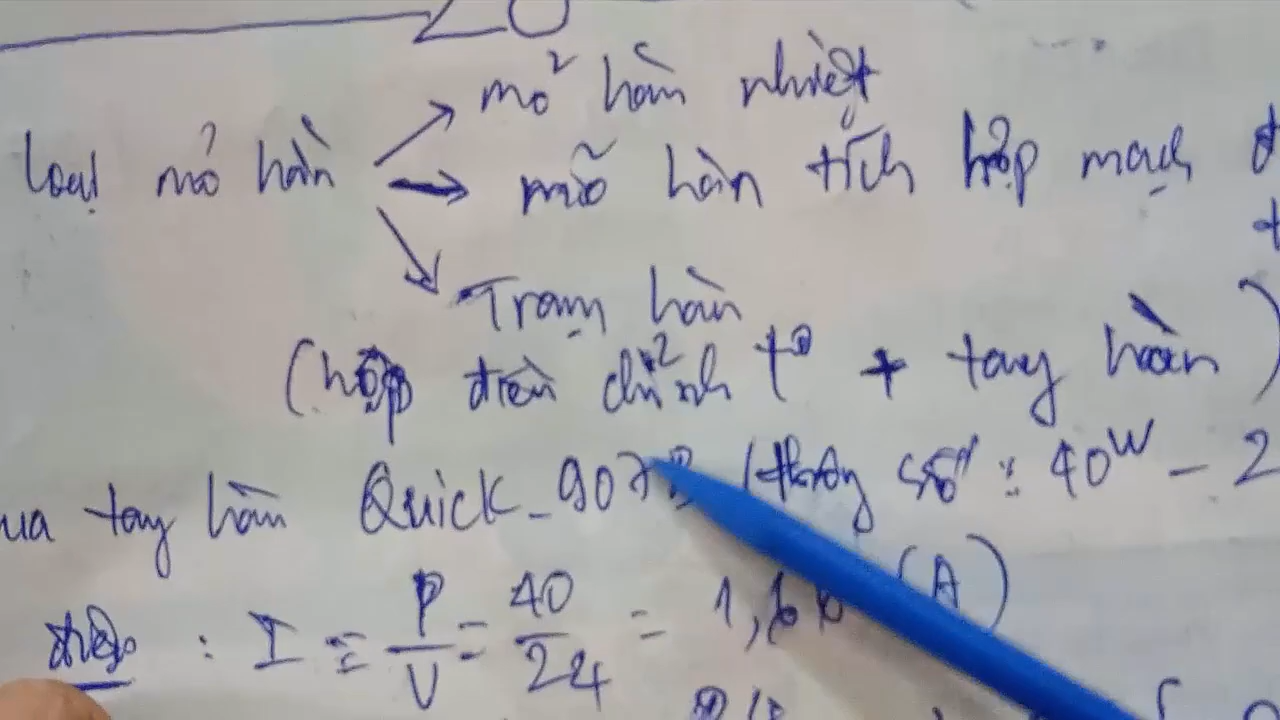 mỏ hàn nhiệt
loại mỏ hàn
mỏ hàn tích hợp mạch
Trạm hàn
(hộp điều chỉnh t° + tay hàn)
tay hàn Quick_907 (thông số: 40W - 2
: I = P/U = 40/24 = 1,6 (A)